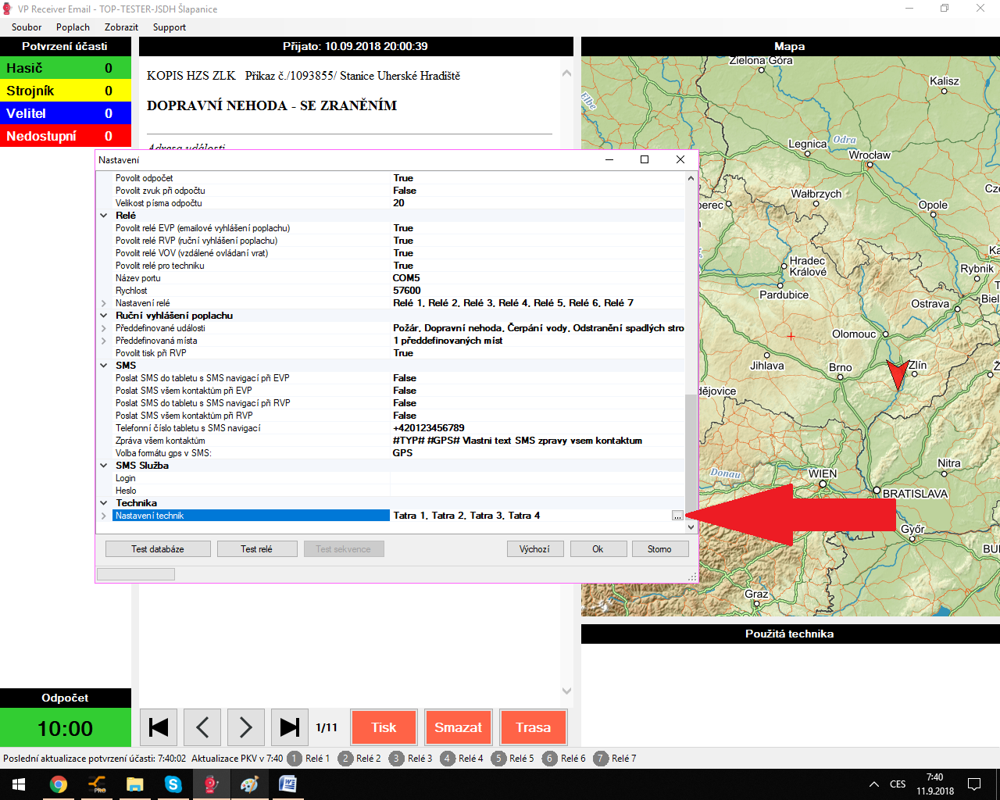 VP Receiver Email - TOP-TESTER-JSDH Šlapanice
Soubor Poplach Zobrazit Support
Potvrzení účasti
Hasič 0
Strojník 0
Velitel 0
Nedostupní 0
Přijato: 10.09.2018 20:00:39
KOPIS HZS ZLK Příkaz č./1093855/ Stanice Uherské Hradiště
DOPRAVNÍ NEHODA - SE ZRANĚNÍM
Adresa události
Nastavení
Povolit odpočet True
Povolit zvuk při odpočtu False
Velikost písma odpočtu 20
Relé
Povolit relé EVP (emailové vyhlášení poplachu) True
Povolit relé RVP (ruční vyhlášení poplachu) True
Povolit relé VOV (vzdálené ovládaní vrat) True
Povolit relé pro techniku True
Název portu COM5
Rychlost 57600
Nastavení relé Relé 1, Relé 2, Relé 3, Relé 4, Relé 5, Relé 6, Relé 7
Ruční vyhlášení poplachu
Předdefinované události Požár, Dopravní nehoda, Čerpání vody, Odstranění spadlých stro
Předdefinovaná místa 1 předdefinovaných míst
Povolit tisk při RVP True
SMS
Poslat SMS do tabletu s SMS navigací při EVP False
Poslat SMS všem kontaktům při EVP False
Poslat SMS do tabletu s SMS navigací při RVP False
Poslat SMS všem kontaktům při RVP False
Telefonní číslo tabletu s SMS navigací +420123456789
Zpráva všem kontaktům #TYP# #GPS# Vlastni text SMS zpravy vsem kontaktum
Volba formátu gps v SMS: GPS
SMS Služba
Login
Heslo
Technika
Nastavení technik Tatra 1, Tatra 2, Tatra 3, Tatra 4 ...
Test databáze Test relé Test sekvence Výchozí Ok Storno
Mapa
Zielona Góra
Kalisz
Elbe
Odra
Legnica
Wrocław
Wałbrzych
Cze
perec
Opole
Ka
Hradec
Králové
Rybnik
Pardubice
Ostrava
Biel
Olomouc
Jihlava
Brno
Zlín
Ži
dějovice
Nitra
Donau
WIEN
BRATISLAVA
Győr
BU
Graz
Použitá technika
Odpočet
10:00
1/11
Tisk Smazat Trasa
Poslední aktualizace potvrzení účasti: 7:40:02 Aktualizace PKV v 7:40 1 Relé 1 2 Relé 2 3 Relé 3 4 Relé 4 5 Relé 5 6 Relé 6 7 Relé 7
PRO
CES
7:40
11.9.2018